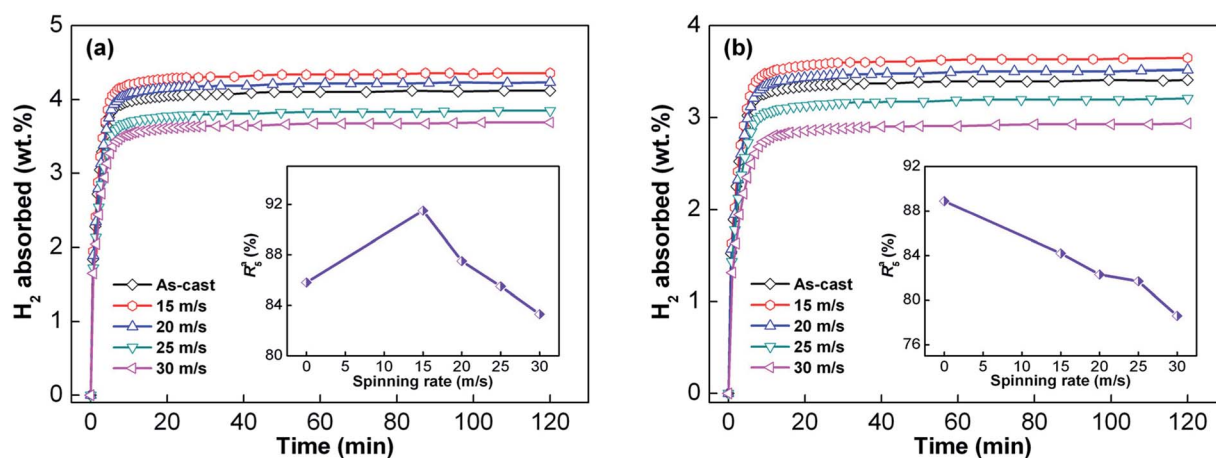 (a)
H2 absorbed (wt.%)
5
4
3
2
1
0
0 20 40 60 80 100 120
Time (min)
As-cast
15 m/s
20 m/s
25 m/s
30 m/s
R^a_5 (%)
92
88
84
80
0 5 10 15 20 25 30
Spinning rate (m/s)
(b)
H2 absorbed (wt.%)
4
3
2
1
0
0 20 40 60 80 100 120
Time (min)
As-cast
15 m/s
20 m/s
25 m/s
30 m/s
R^a_5 (%)
92
88
84
80
76
0 5 10 15 20 25 30
Spinning rate (m/s)